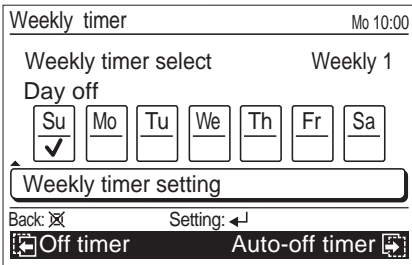 Weekly timer Mo 10:00
Weekly timer select Weekly 1
Day off
Su Mo Tu We Th Fr Sa
Weekly timer setting
Back: Setting:
Off timer Auto-off timer